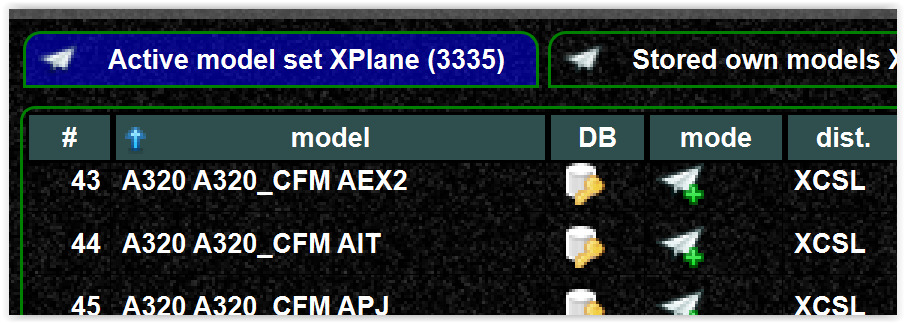 Active model set XPlane (3335) Stored own models X
# model DB mode dist.
43 A320 A320_CFM AEX2 XCSL
44 A320 A320_CFM AIT XCSL
45 A320 A320_CFM APJ XCSL